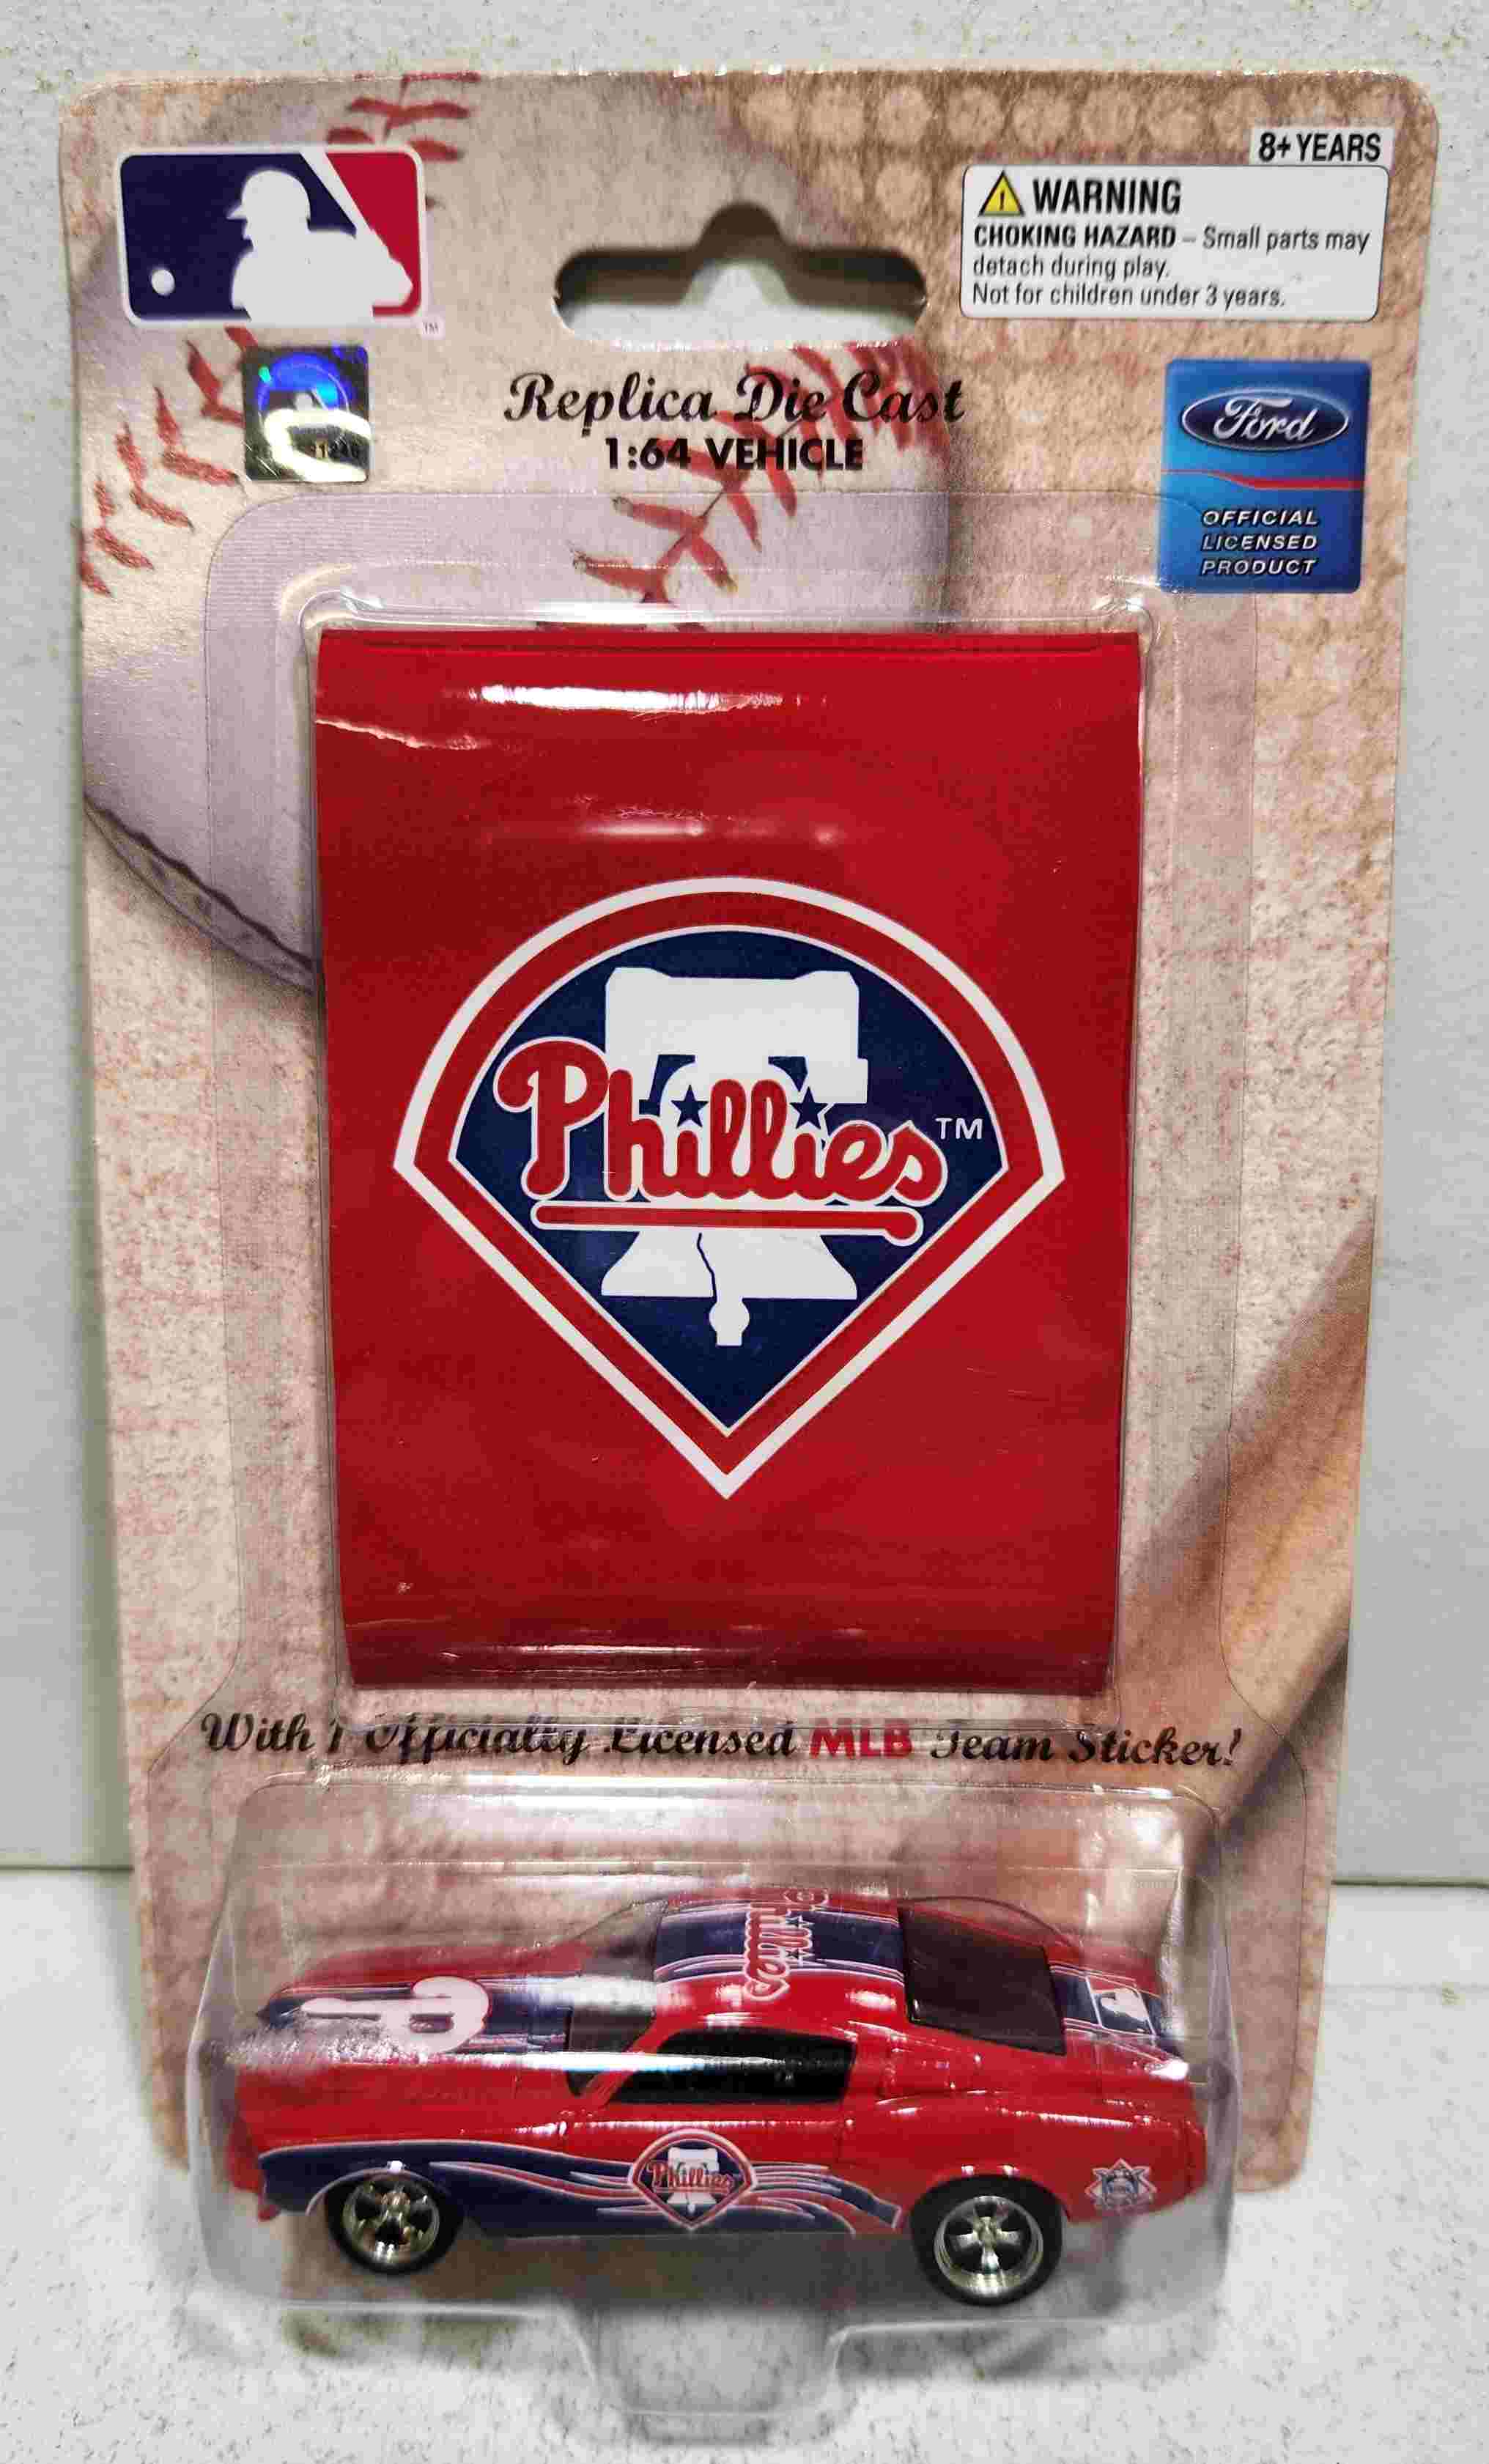 8+ YEARS
WARNING
CHOKING HAZARD – Small parts may
detach during play.
Not for children under 3 years.
TM
Replica Die Cast
1:64 VEHICLE
Ford
OFFICIAL
LICENSED
PRODUCT
Phillies TM
With 1 Officially Licensed MLB Team Sticker!
Phillies
P
Phillies